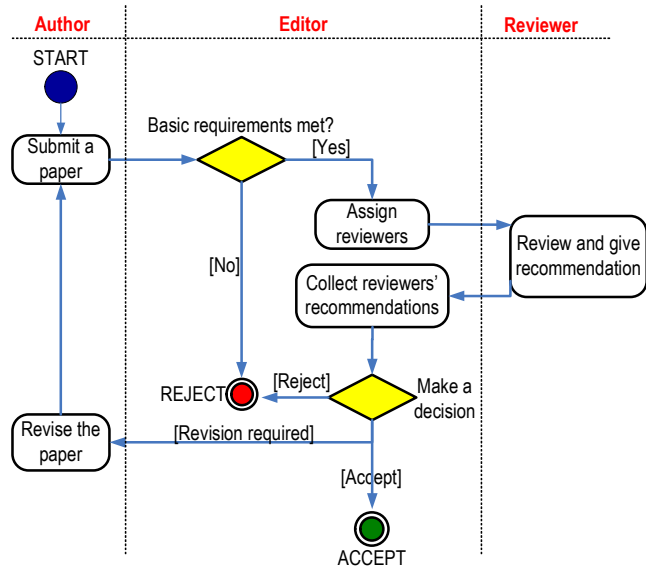 Author
Editor
Reviewer
START
Basic requirements met?
[Yes]
Submit a
paper
Assign
reviewers
Review and give
recommendation
[No]
Collect reviewers'
recommendations
REJECT
[Reject]
Make a
decision
Revise the
paper
[Revision required]
[Accept]
ACCEPT